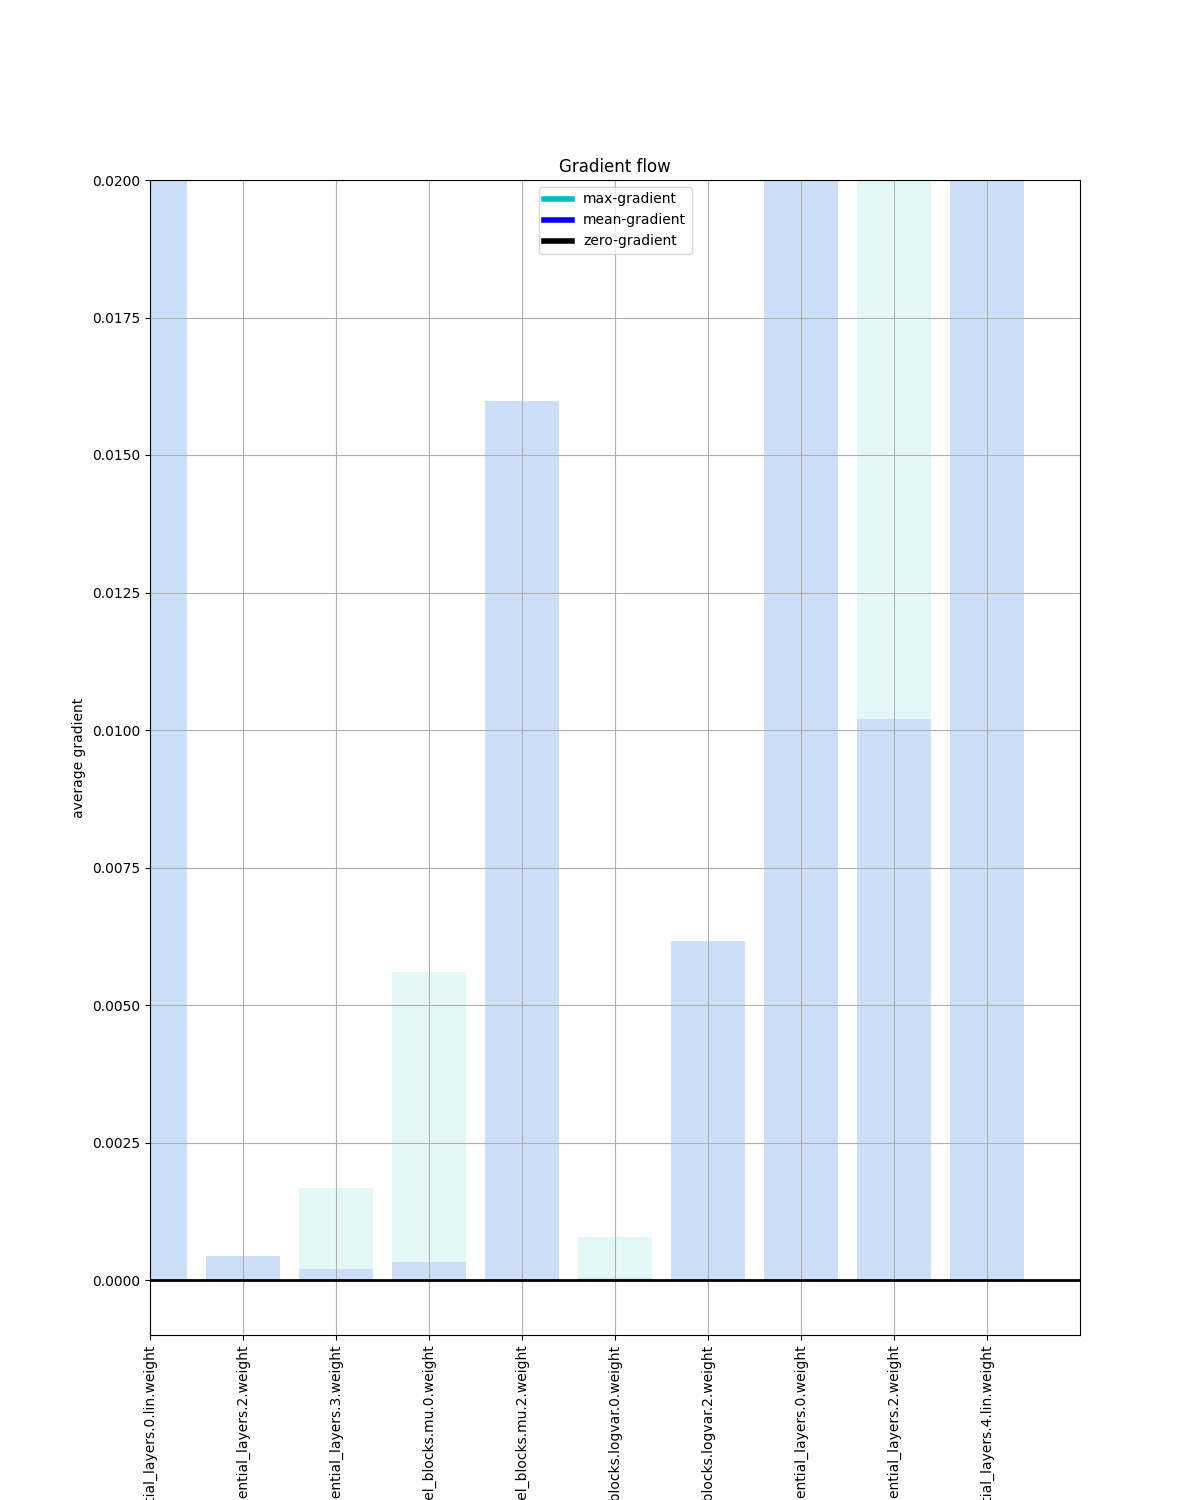 Gradient flow
max-gradient
mean-gradient
zero-gradient
average gradient
0.0200
0.0175
0.0150
0.0125
0.0100
0.0075
0.0050
0.0025
0.0000
tial_layers.0.lin.weight
ential_layers.2.weight
ential_layers.3.weight
el_blocks.mu.0.weight
el_blocks.mu.2.weight
blocks.logvar.0.weight
blocks.logvar.2.weight
ential_layers.0.weight
ential_layers.2.weight
tial_layers.4.lin.weight